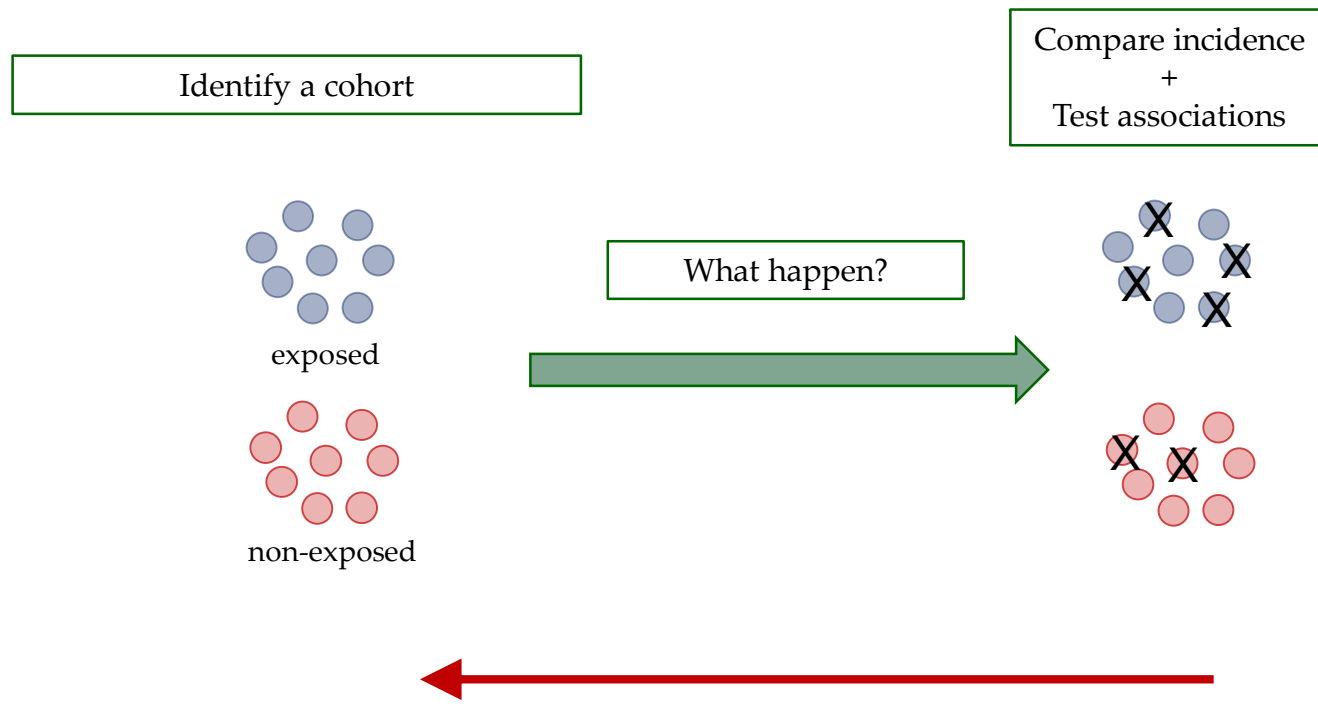 Identify a cohort
Compare incidence
+
Test associations
What happen?
exposed
non-exposed
X
X
X
X
X
X